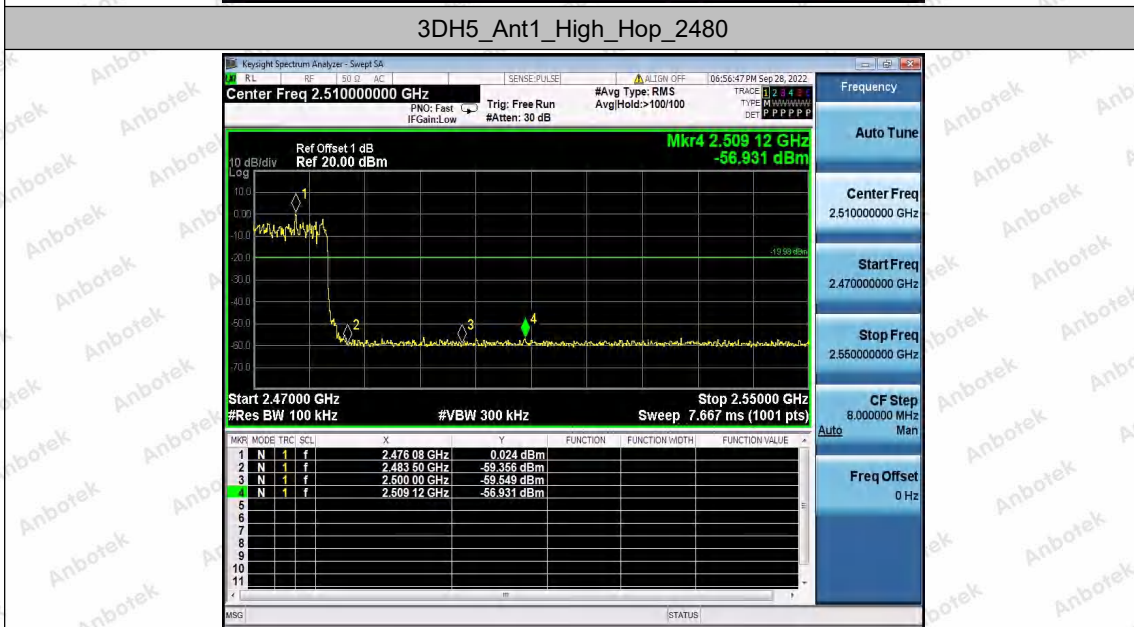 3DH5_Ant1_High_Hop_2480
Keysight Spectrum Analyzer - Swept SA
RL RF 50 Ω AC SENSE:PULSE ALIGN OFF 06:56:47 PM Sep 28, 2022
Center Freq 2.510000000 GHz
PNO: Fast
IFGain:Low
Trig: Free Run
#Atten: 30 dB
#Avg Type: RMS
Avg|Hold:>100/100
TRACE 1 2 3 4 5 6
TYPE M W W W W W
DET P P P P P P
Ref Offset 1 dB
10 dB/div Ref 20.00 dBm
Log
Mkr4 2.509 12 GHz
-56.931 dBm
10.0
0.00
-10.0
-20.0
-30.0
-40.0
-50.0
-60.0
-70.0
1
2
3
4
-19.98 dBm
Start 2.47000 GHz Stop 2.55000 GHz
#Res BW 100 kHz #VBW 300 kHz Sweep 7.667 ms (1001 pts)
MKR MODE TRC SCL X Y FUNCTION FUNCTION WIDTH FUNCTION VALUE
1 N 1 f 2.476 08 GHz 0.024 dBm
2 N 1 f 2.483 50 GHz -59.356 dBm
3 N 1 f 2.500 00 GHz -59.549 dBm
4 N 1 f 2.509 12 GHz -56.931 dBm
5
6
7
8
9
10
11
MSG STATUS
Frequency
Auto Tune
Center Freq
2.510000000 GHz
Start Freq
2.470000000 GHz
Stop Freq
2.550000000 GHz
CF Step
8.000000 MHz
Auto Man
Freq Offset
0 Hz
Anbotek